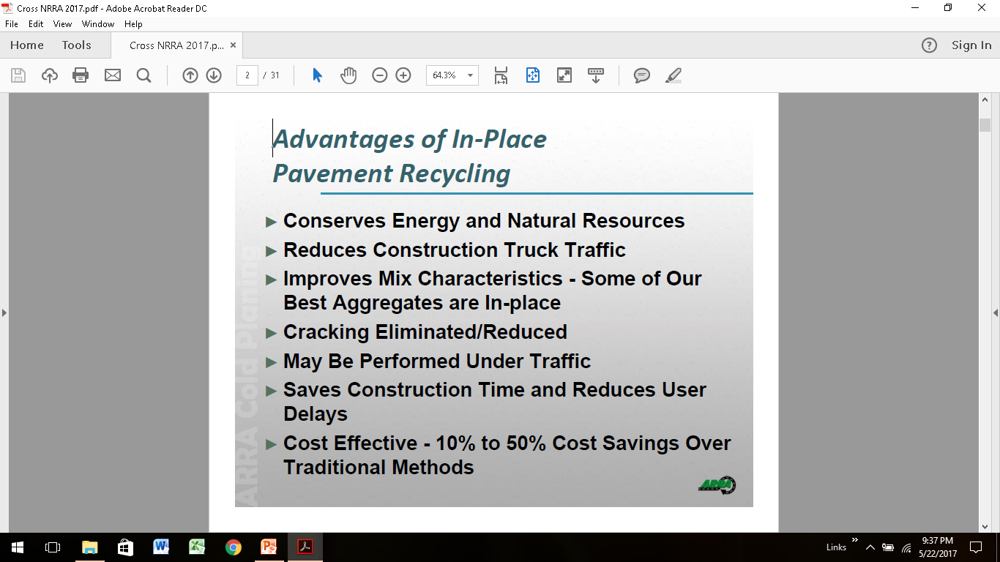 Cross NRRA 2017.pdf - Adobe Acrobat Reader DC
File Edit View Window Help
Home Tools Cross NRRA 2017.p... × Sign In
2 / 31 64.3%
Advantages of In-Place
Pavement Recycling
► Conserves Energy and Natural Resources
► Reduces Construction Truck Traffic
► Improves Mix Characteristics - Some of Our
Best Aggregates are In-place
► Cracking Eliminated/Reduced
► May Be Performed Under Traffic
► Saves Construction Time and Reduces User
Delays
► Cost Effective - 10% to 50% Cost Savings Over
Traditional Methods
ARRA Cold Planing
ARRA
Links » 9:37 PM
5/22/2017